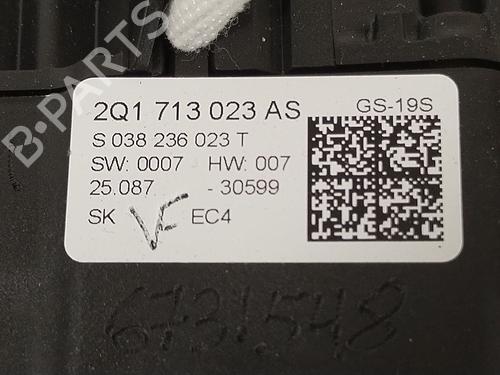 B-PARTS
2Q1 713 023 AS
GS-19S
S 038 236 023 T
SW: 0007 HW: 007
25.087 -30599
SK VF EC4
6731548